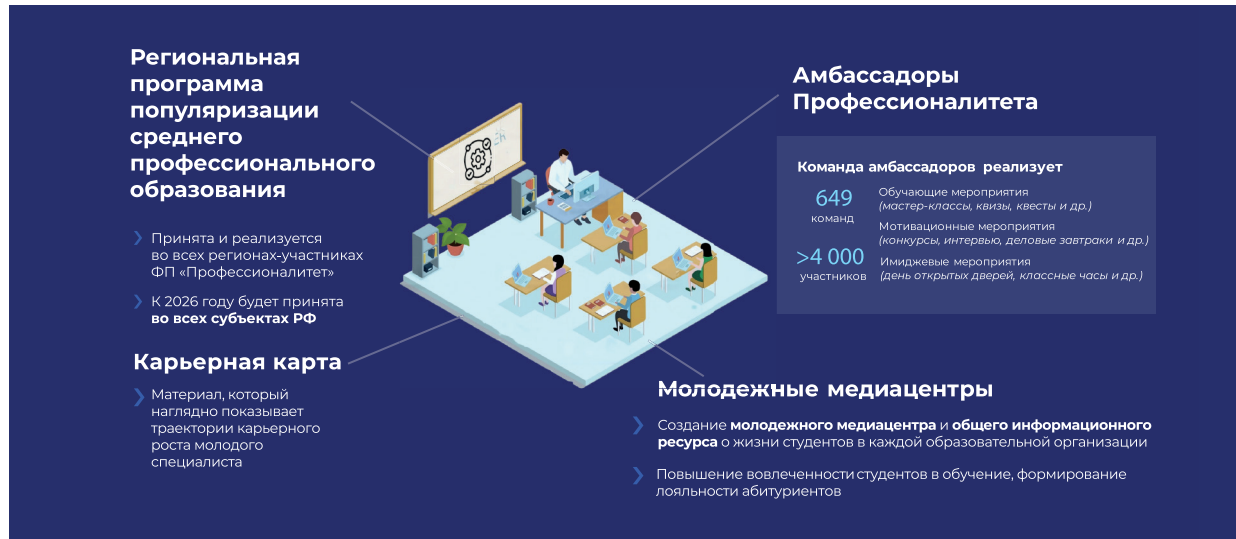 Региональная
программа
популяризации
среднего
профессионального
образования
Принята и реализуется
во всех регионах-участниках
ФП «Профессионалитет»
К 2026 году будет принята
во всех субъектах РФ
Карьерная карта
Материал, который
наглядно показывает
траектории карьерного
роста молодого
специалиста
Амбассадоры
Профессионалитета
Команда амбассадоров реализует
649
команд
>4 000
участников
Обучающие мероприятия
(мастер-классы, квизы, квесты и др.)
Мотивационные мероприятия
(конкурсы, интервью, деловые завтраки и др.)
Имиджевые мероприятия
(день открытых дверей, классные часы и др.)
Молодежные медиацентры
Создание молодежного медиацентра и общего информационного
ресурса о жизни студентов в каждой образовательной организации
Повышение вовлеченности студентов в обучение, формирование
лояльности абитуриентов